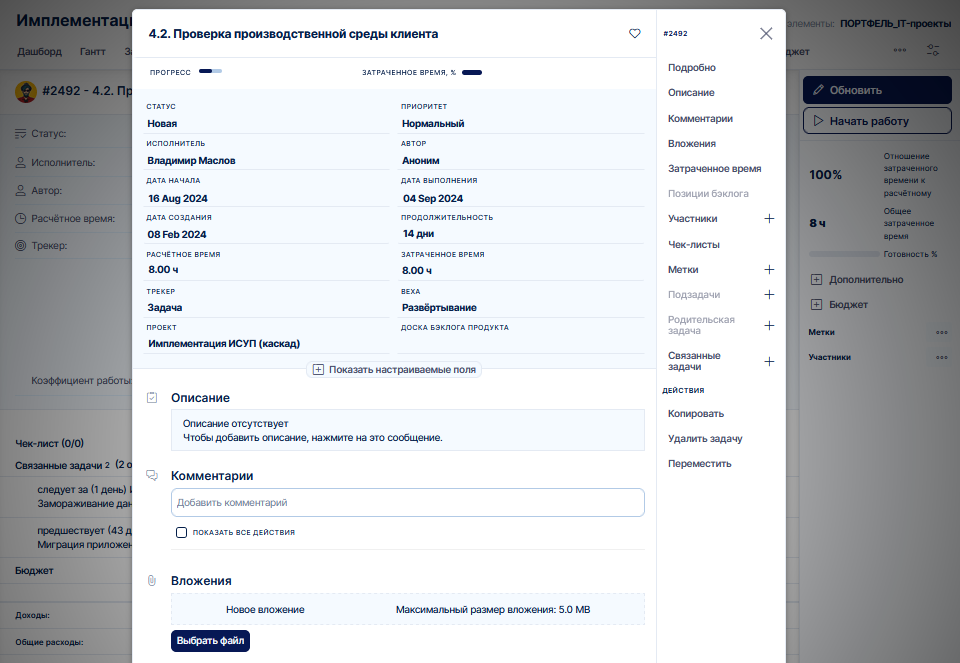 Имплементац
элементы: ПОРТФЕЛЬ_IT-проекты
Дашборд
Гантт
джет
#2492 - 4.2. Пр
Статус:
Исполнитель:
Автор:
Расчётное время:
Трекер:
Коэффициент работы:
Чек-лист (0/0)
Связанные задачи 2 (2 о
следует за (1 день) И
Замораживание дан
предшествует (43 д
Миграция приложен
Бюджет
Доходы:
Общие расходы:
4.2. Проверка производственной среды клиента
ПРОГРЕСС
ЗАТРАЧЕННОЕ ВРЕМЯ, %
СТАТУС
Новая
ПРИОРИТЕТ
Нормальный
ИСПОЛНИТЕЛЬ
Владимир Маслов
АВТОР
Аноним
ДАТА НАЧАЛА
16 Aug 2024
ДАТА ВЫПОЛНЕНИЯ
04 Sep 2024
ДАТА СОЗДАНИЯ
08 Feb 2024
ПРОДОЛЖИТЕЛЬНОСТЬ
14 дни
РАСЧЁТНОЕ ВРЕМЯ
8.00 ч
ЗАТРАЧЕННОЕ ВРЕМЯ
8.00 ч
ТРЕКЕР
Задача
ВЕХА
Развёртывание
ПРОЕКТ
Имплементация ИСУП (каскад)
ДОСКА БЭКЛОГА ПРОДУКТА
Показать настраиваемые поля
Описание
Описание отсутствует
Чтобы добавить описание, нажмите на это сообщение.
Комментарии
Добавить комментарий
ПОКАЗАТЬ ВСЕ ДЕЙСТВИЯ
Вложения
Новое вложение
Максимальный размер вложения: 5.0 MB
Выбрать файл
#2492
Подробно
Описание
Комментарии
Вложения
Затраченное время
Позиции бэклога
Участники
Чек-листы
Метки
Подзадачи
Родительская
задача
Связанные
задачи
ДЕЙСТВИЯ
Копировать
Удалить задачу
Переместить
Обновить
Начать работу
100%
Отношение
затраченного
времени к
расчётному
8 ч
Общее
затраченное
время
Готовность %
Дополнительно
Бюджет
Метки
Участники